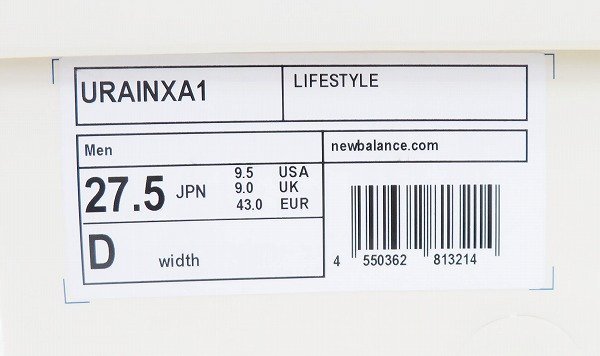 URAINXA1
LIFESTYLE
Men
newbalance.com
27.5 JPN
9.5 USA
9.0 UK
43.0 EUR
D width
4 550362 813214